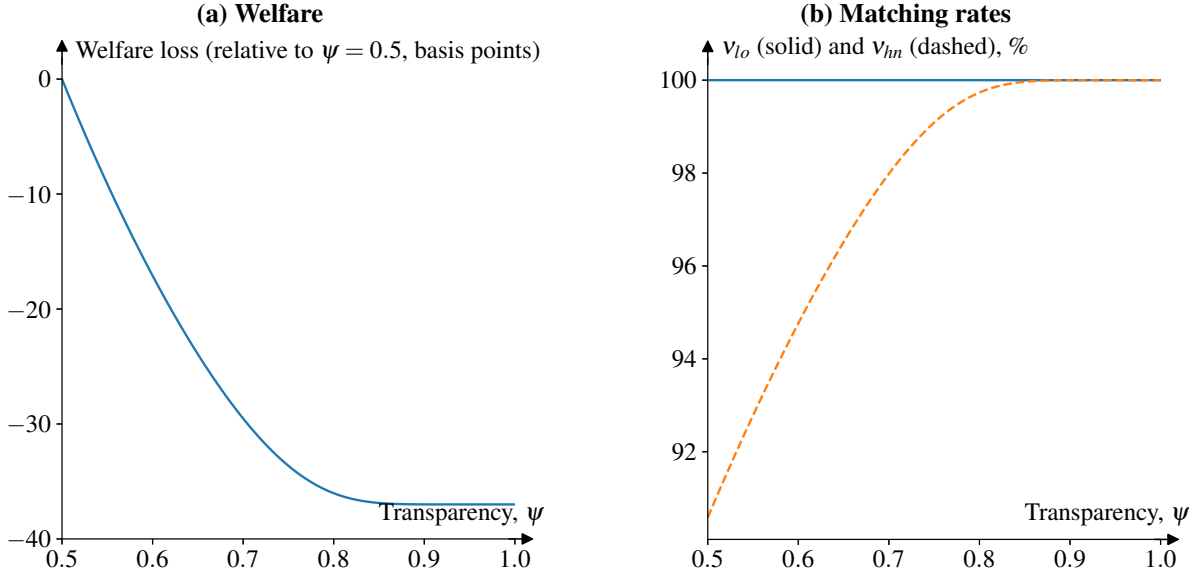 (a) Welfare
Welfare loss (relative to ψ = 0.5, basis points)
0
−10
−20
−30
−40
Transparency, ψ
0.5 0.6 0.7 0.8 0.9 1.0
(b) Matching rates
ν_lo (solid) and ν_hn (dashed), %
100
98
96
94
92
Transparency, ψ
0.5 0.6 0.7 0.8 0.9 1.0